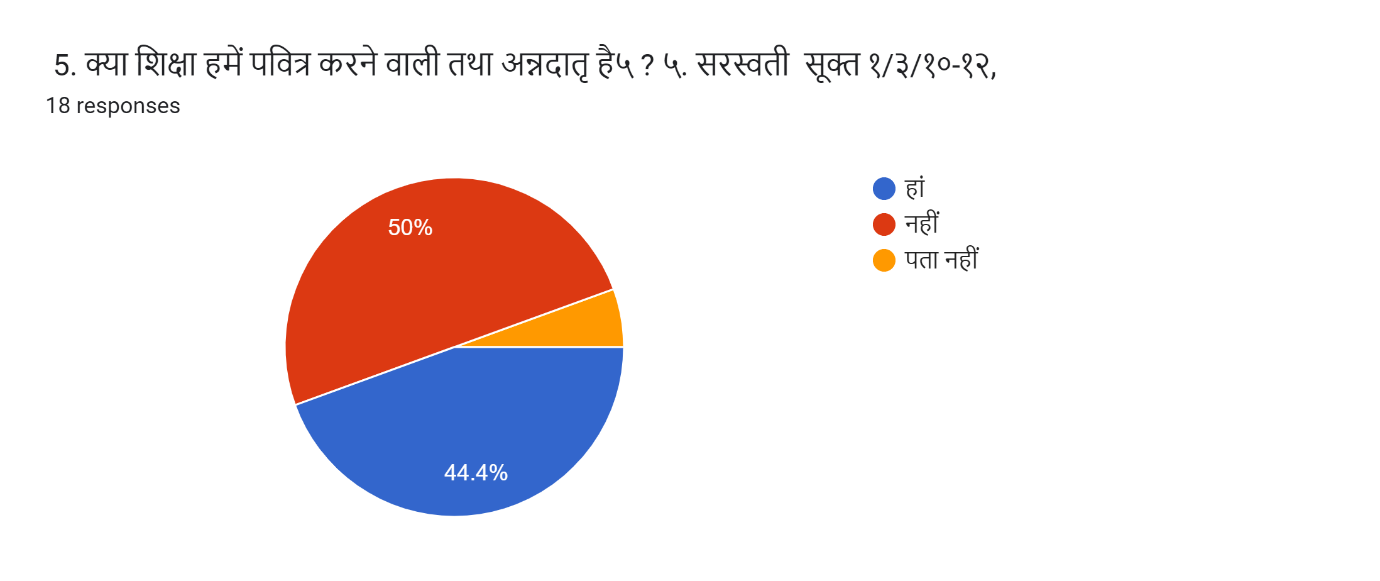 5. क्या शिक्षा हमें पवित्र करने वाली तथा अन्नदातृ है५ ? ५. सरस्वती  सूक्त १/३/१०-१२,
18 responses
हां
नहीं
पता नहीं
50%
44.4%